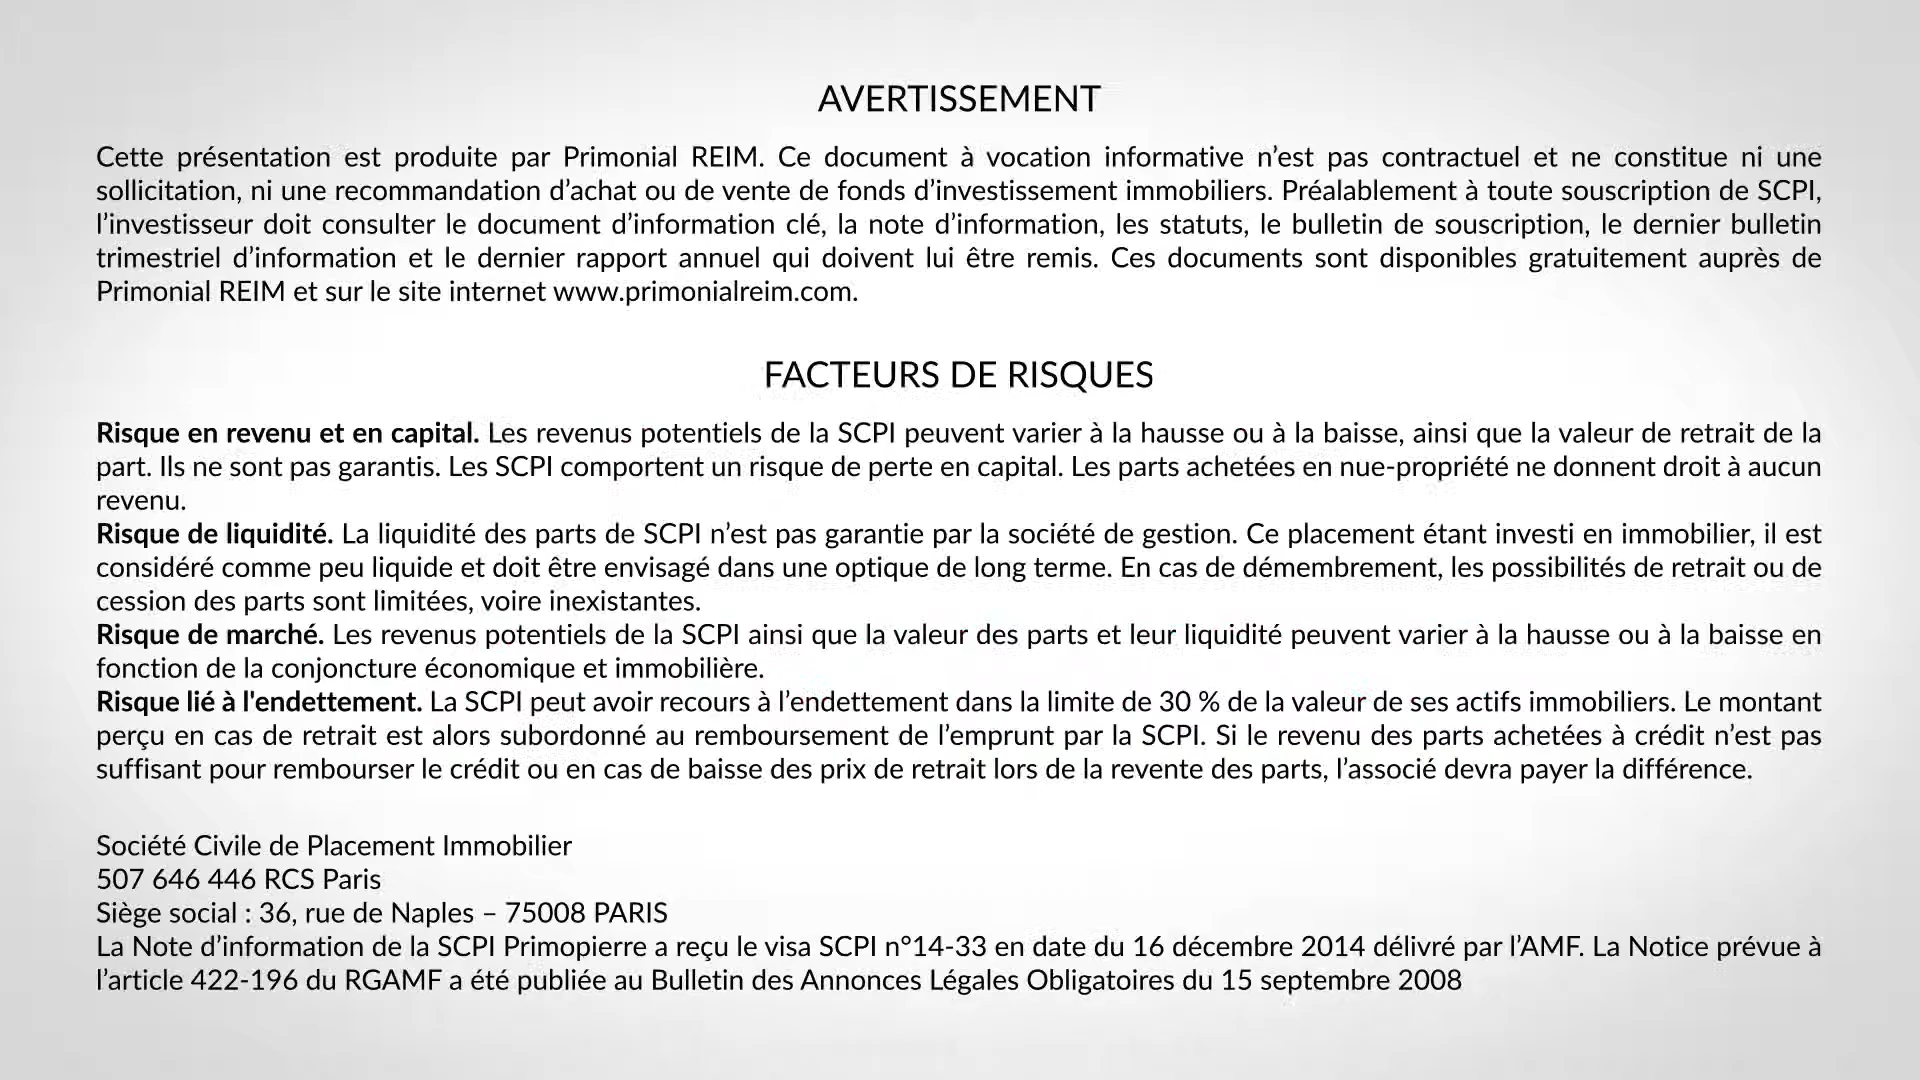 AVERTISSEMENT
Cette présentation est produite par Primonial REIM. Ce document à vocation informative n’est pas contractuel et ne constitue ni une
sollicitation, ni une recommandation d’achat ou de vente de fonds d’investissement immobiliers. Préalablement à toute souscription de SCPI,
l’investisseur doit consulter le document d’information clé, la note d’information, les statuts, le bulletin de souscription, le dernier bulletin
trimestriel d’information et le dernier rapport annuel qui doivent lui être remis. Ces documents sont disponibles gratuitement auprès de
Primonial REIM et sur le site internet www.primonialreim.com.
FACTEURS DE RISQUES
Risque en revenu et en capital. Les revenus potentiels de la SCPI peuvent varier à la hausse ou à la baisse, ainsi que la valeur de retrait de la
part. Ils ne sont pas garantis. Les SCPI comportent un risque de perte en capital. Les parts achetées en nue-propriété ne donnent droit à aucun
revenu.
Risque de liquidité. La liquidité des parts de SCPI n’est pas garantie par la société de gestion. Ce placement étant investi en immobilier, il est
considéré comme peu liquide et doit être envisagé dans une optique de long terme. En cas de démembrement, les possibilités de retrait ou de
cession des parts sont limitées, voire inexistantes.
Risque de marché. Les revenus potentiels de la SCPI ainsi que la valeur des parts et leur liquidité peuvent varier à la hausse ou à la baisse en
fonction de la conjoncture économique et immobilière.
Risque lié à l'endettement. La SCPI peut avoir recours à l’endettement dans la limite de 30 % de la valeur de ses actifs immobiliers. Le montant
perçu en cas de retrait est alors subordonné au remboursement de l’emprunt par la SCPI. Si le revenu des parts achetées à crédit n’est pas
suffisant pour rembourser le crédit ou en cas de baisse des prix de retrait lors de la revente des parts, l’associé devra payer la différence.
Société Civile de Placement Immobilier
507 646 446 RCS Paris
Siège social : 36, rue de Naples – 75008 PARIS
La Note d’information de la SCPI Primopierre a reçu le visa SCPI n°14-33 en date du 16 décembre 2014 délivré par l’AMF. La Notice prévue à
l’article 422-196 du RGAMF a été publiée au Bulletin des Annonces Légales Obligatoires du 15 septembre 2008